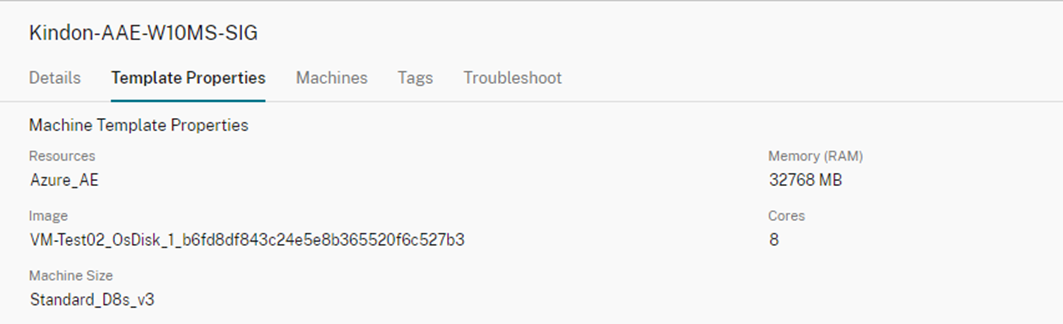 Kindon-AAE-W10MS-SIG
Details Template Properties Machines Tags Troubleshoot
Machine Template Properties
Resources Memory (RAM)
Azure_AE 32768 MB
Image Cores
VM-Test02_OsDisk_1_b6fd8df843c24e5e8b365520f6c527b3 8
Machine Size
Standard_D8s_v3